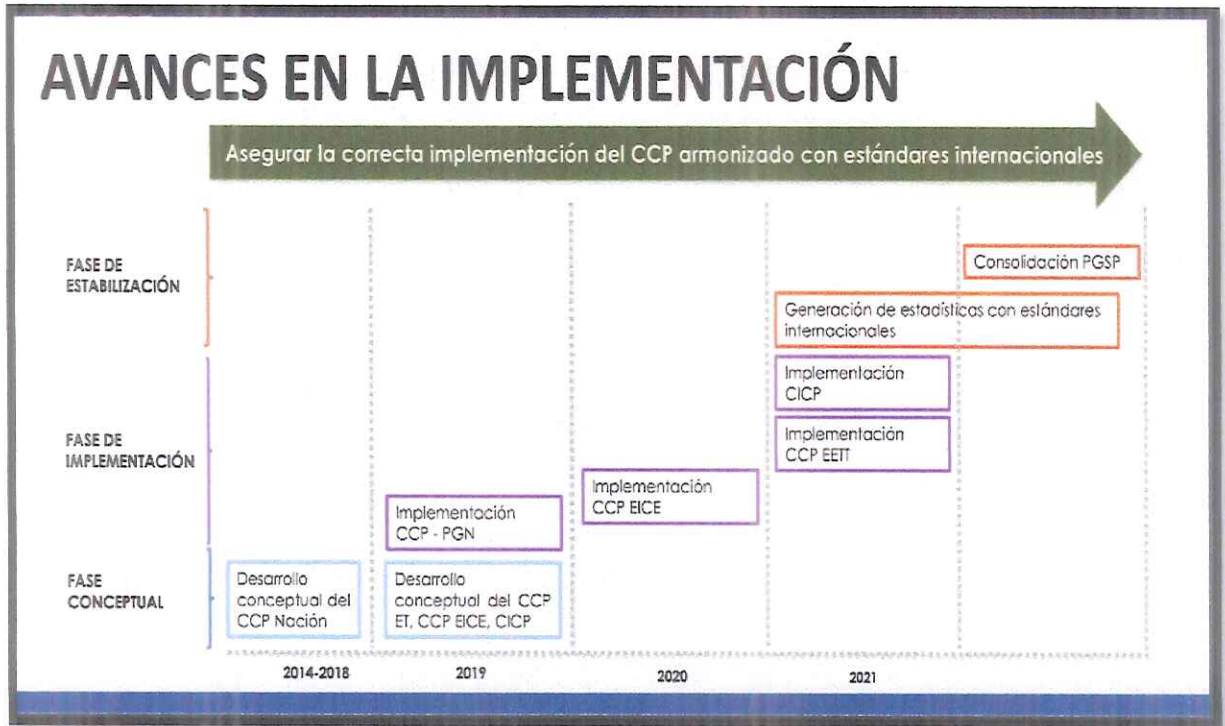 AVANCES EN LA IMPLEMENTACIÓN
Asegurar la correcta implementación del CCP armonizado con estándares internacionales
FASE DE
ESTABILIZACIÓN
Consolidación PGSP
Generación de estadísticas con estándares
internacionales
Implementación
CICP
FASE DE
IMPLEMENTACIÓN
Implementación
CCP EETT
Implementación
CCP EICE
Implementación
CCP - PGN
FASE
CONCEPTUAL
Desarrollo
conceptual del
CCP Nación
Desarrollo
conceptual del CCP
ET, CCP EICE, CICP
2014-2018
2019
2020
2021